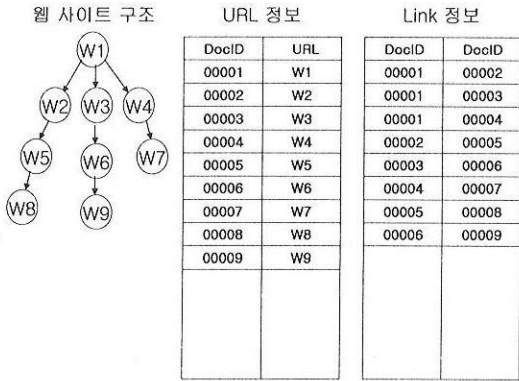 웹 사이트 구조
W1
W2 W3 W4
W5 W6 W7
W8 W9
URL 정보
DocID URL
00001 W1
00002 W2
00003 W3
00004 W4
00005 W5
00006 W6
00007 W7
00008 W8
00009 W9
Link 정보
DocID DocID
00001 00002
00001 00003
00001 00004
00002 00005
00003 00006
00004 00007
00005 00008
00006 00009